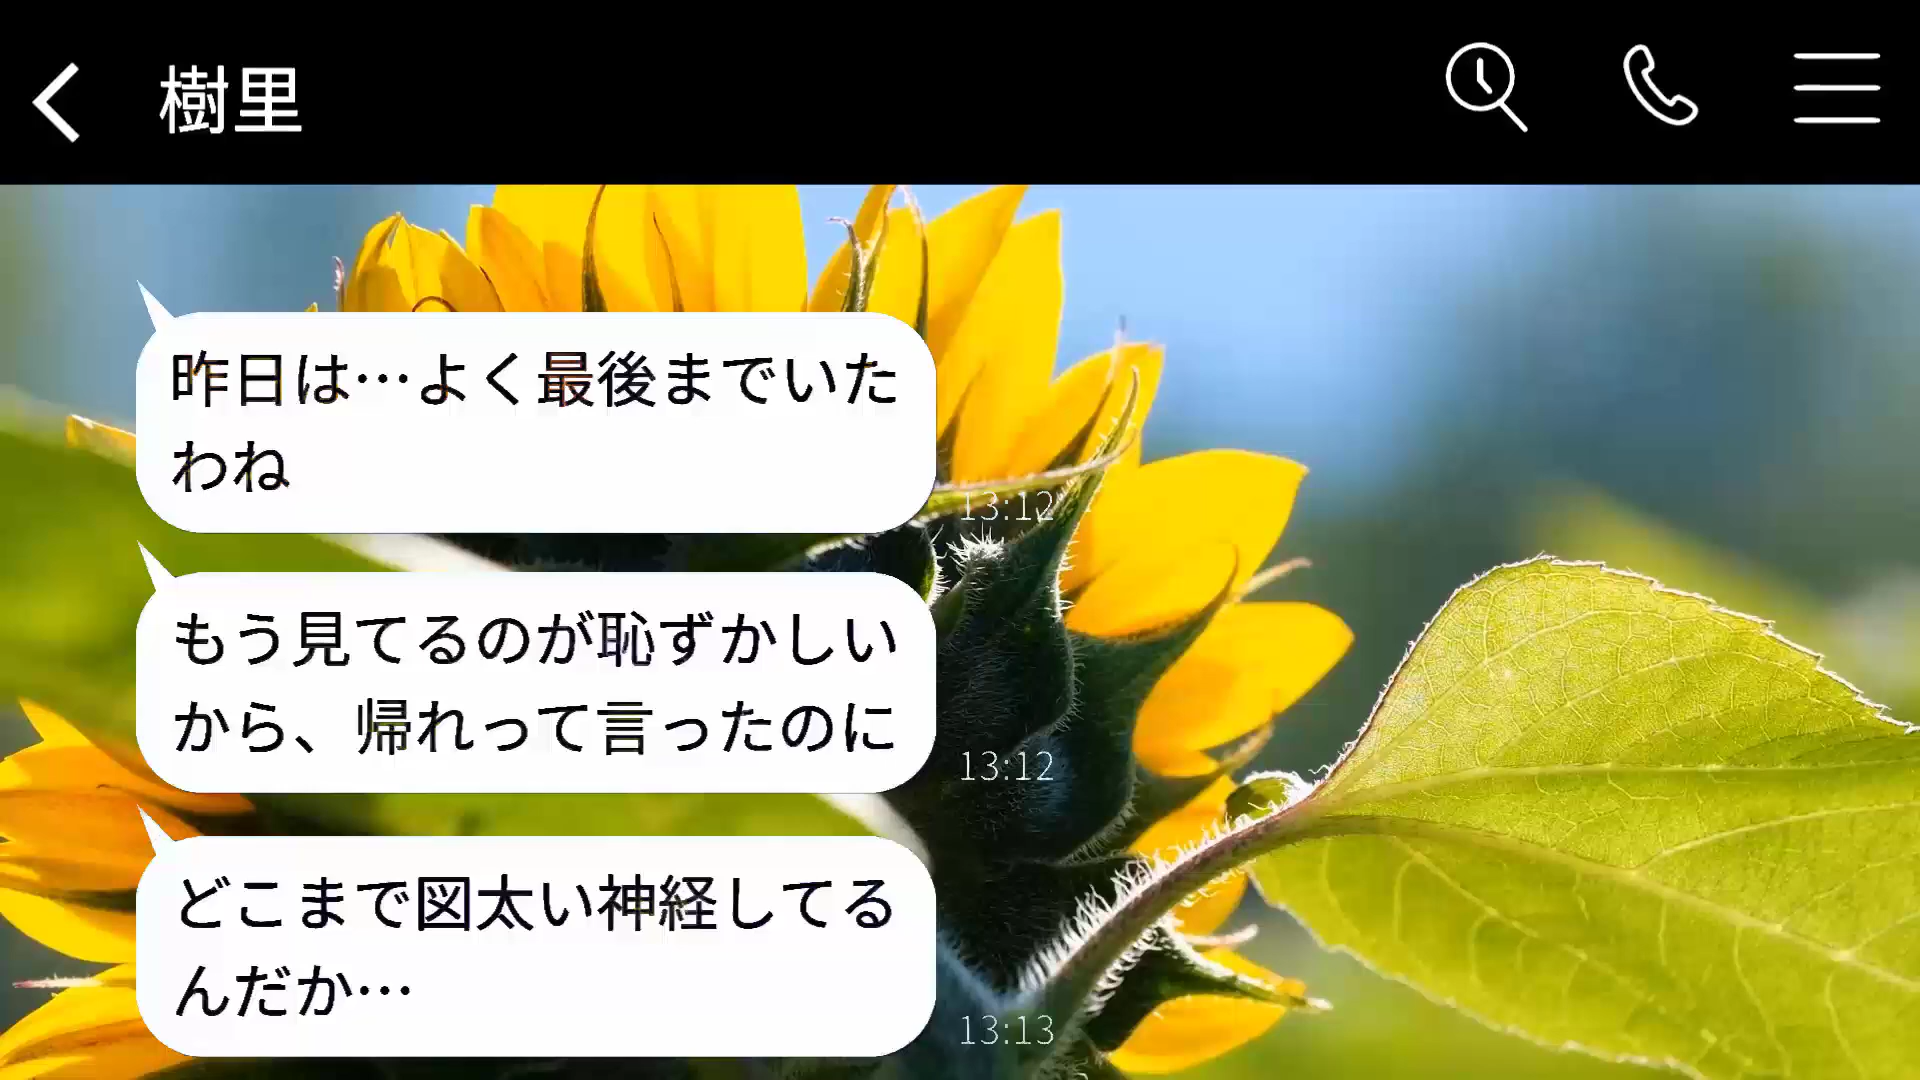 樹里
昨日は…よく最後までいた
わね
13:12
もう見てるのが恥ずかしい
から、帰れって言ったのに
13:12
どこまで図太い神経してる
んだか…
13:13